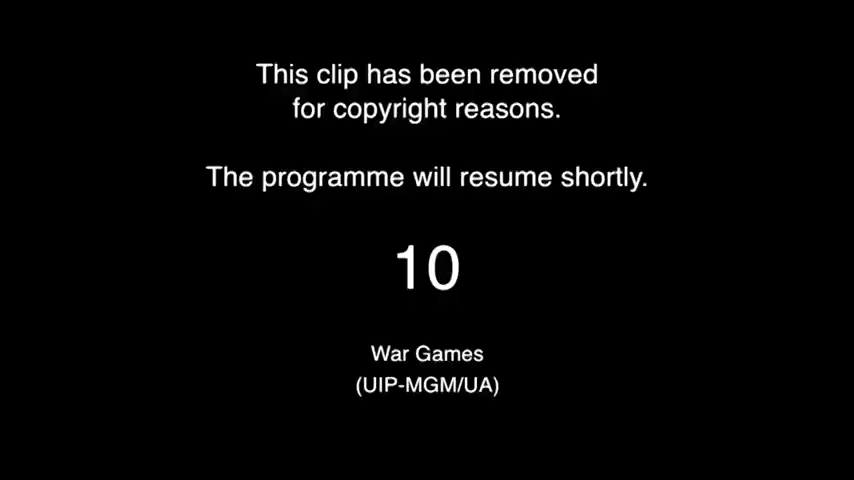 This clip has been removed
for copyright reasons.
The programme will resume shortly.
10
War Games
(UIP-MGM/UA)